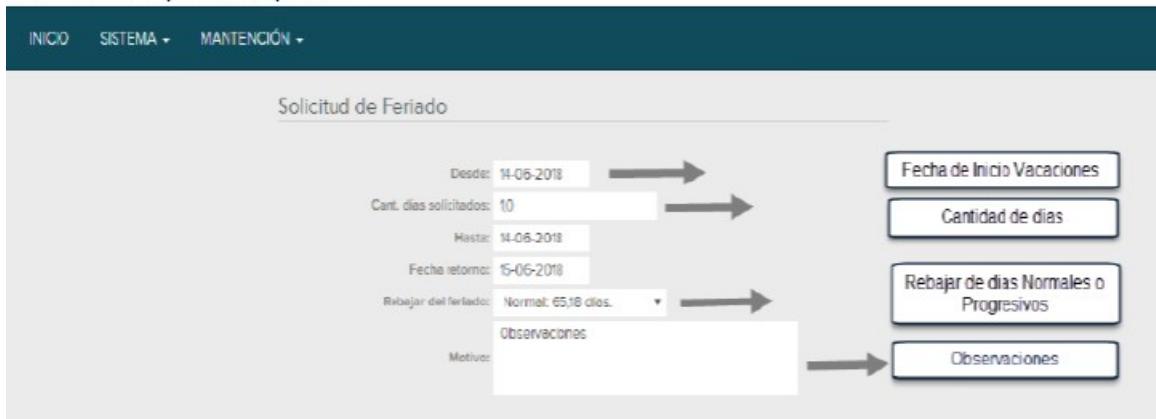 INICIO SISTEMA MANTENCIÓN
Solicitud de Feriado
Desde: 14-06-2018
Fecha de Inicio Vacaciones
Cant. días solicitados: 1.0
Cantidad de días
Hasta: 14-06-2018
Fecha retorno: 15-06-2018
Rebajar del feriado: Normal: 65,18 días.
Rebajar de días Normales o
Progresivos
Motivo: Observaciones
Observaciones